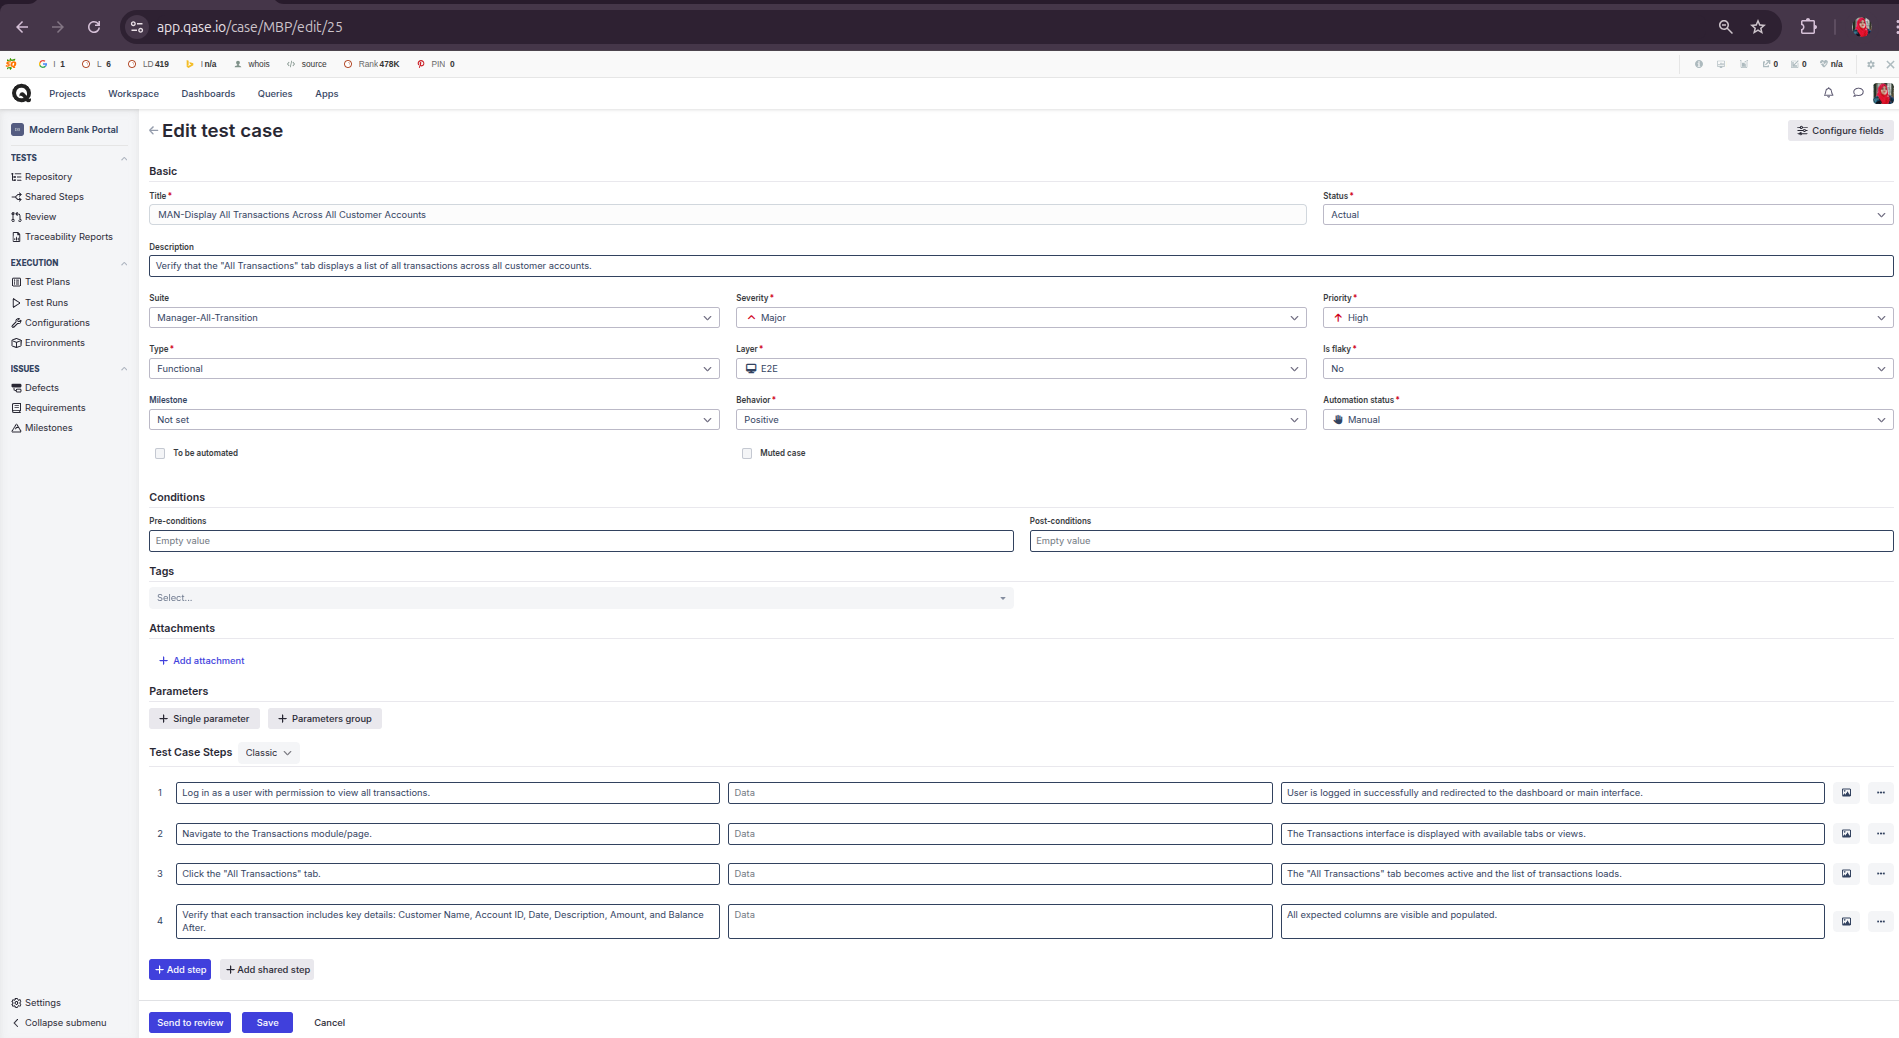 app.qase.io/case/MBP/edit/25
I 1 L 6 LD 419 I n/a whois source Rank 478K PIN 0 0 0 n/a
Projects Workspace Dashboards Queries Apps
Modern Bank Portal
TESTS
Repository
Shared Steps
Review
Traceability Reports
EXECUTION
Test Plans
Test Runs
Configurations
Environments
ISSUES
Defects
Requirements
Milestones
Settings
Collapse submenu
Edit test case
Configure fields
Basic
Title* Status*
MAN-Display All Transactions Across All Customer Accounts Actual
Description
Verify that the "All Transactions" tab displays a list of all transactions across all customer accounts.
Suite Severity* Priority*
Manager-All-Transition Major High
Type* Layer* Is flaky*
Functional E2E No
Milestone Behavior* Automation status*
Not set Positive Manual
To be automated Muted case
Conditions
Pre-conditions Post-conditions
Empty value Empty value
Tags
Select...
Attachments
+ Add attachment
Parameters
+ Single parameter + Parameters group
Test Case Steps Classic
1 Log in as a user with permission to view all transactions. Data User is logged in successfully and redirected to the dashboard or main interface.
2 Navigate to the Transactions module/page. Data The Transactions interface is displayed with available tabs or views.
3 Click the "All Transactions" tab. Data The "All Transactions" tab becomes active and the list of transactions loads.
4 Verify that each transaction includes key details: Customer Name, Account ID, Date, Description, Amount, and Balance Data All expected columns are visible and populated.
After.
+ Add step + Add shared step
Send to review Save Cancel